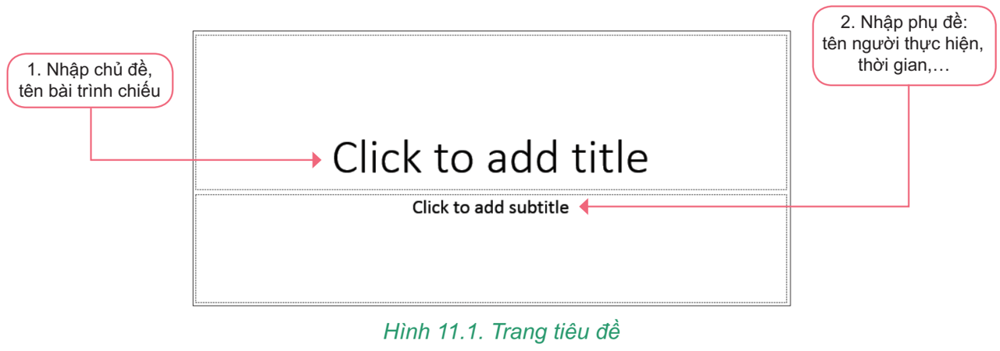 1. Nhập chủ đề,
tên bài trình chiếu
2. Nhập phụ đề:
tên người thực hiện,
thời gian,...
Click to add title
Click to add subtitle
Hình 11.1. Trang tiêu đề